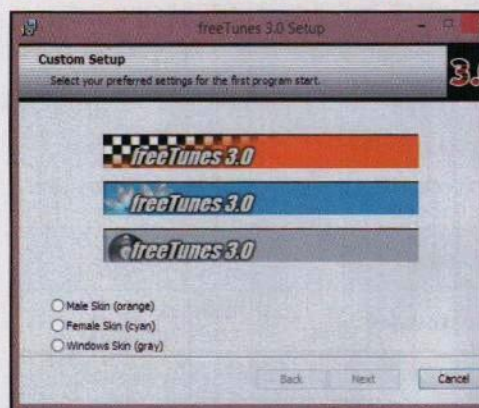 freeTunes 3.0 Setup
Custom Setup
Select your preferred settings for the first program start.
3.
freeTunes 3.0
freeTunes 3.0
freeTunes 3.0
Male Skin (orange)
Female Skin (cyan)
Windows Skin (gray)
Back Next Cancel